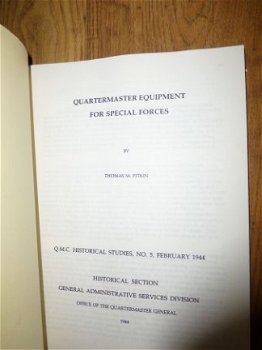 QUARTERMASTER EQUIPMENT
FOR SPECIAL FORCES
BY
THOMAS M. PITKIN
Q.M.C. HISTORICAL STUDIES, NO. 5, FEBRUARY 1944
HISTORICAL SECTION
GENERAL ADMINISTRATIVE SERVICES DIVISION
OFFICE OF THE QUARTERMASTER GENERAL
1944